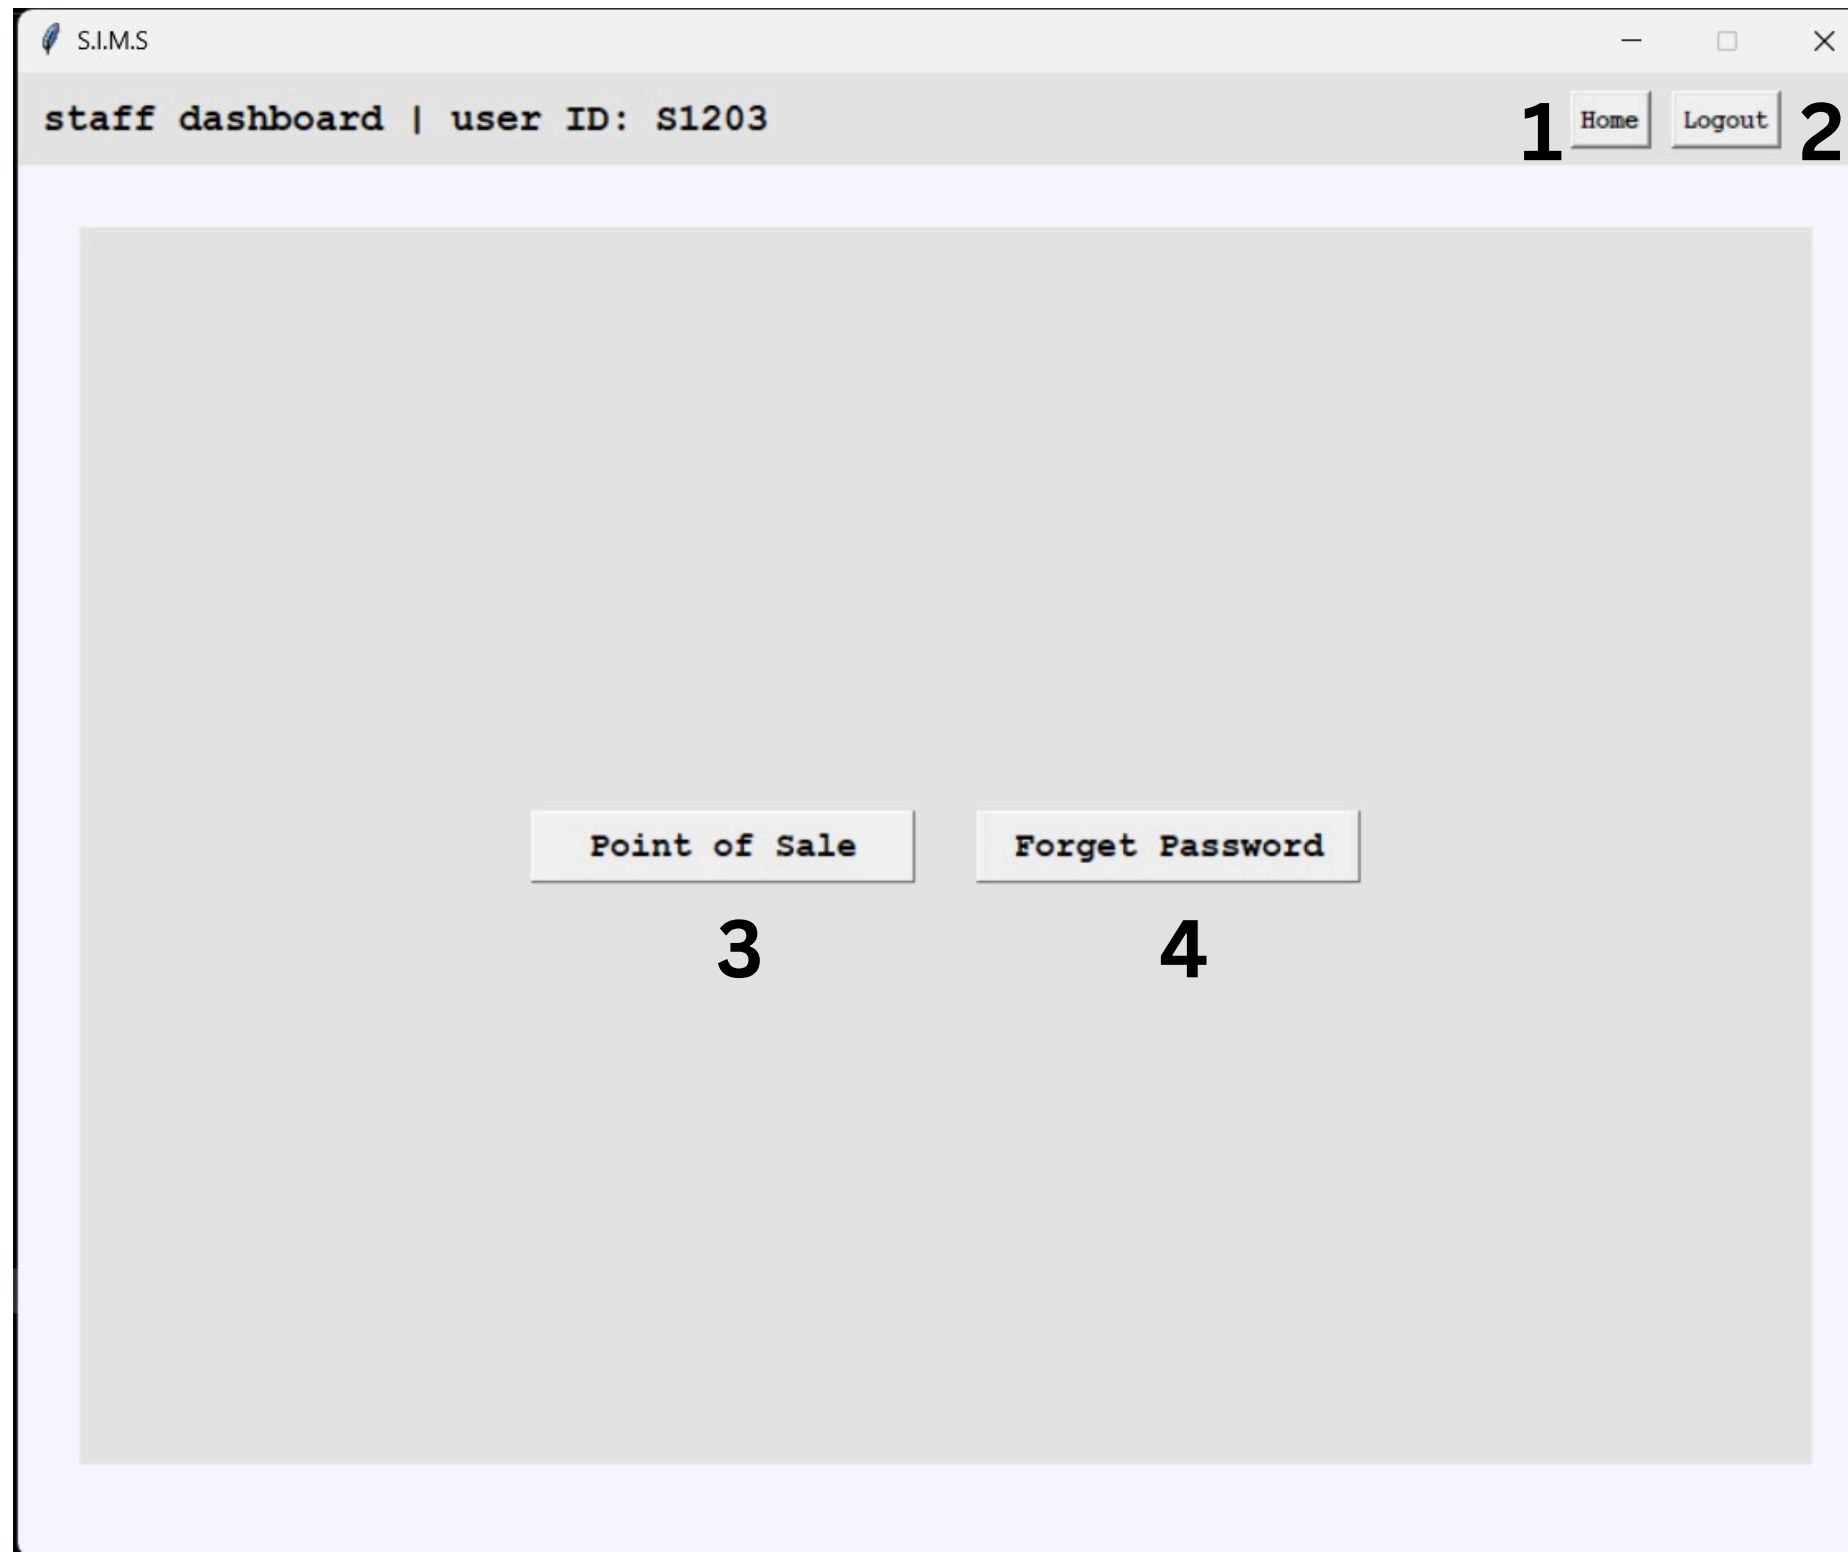 S.I.M.S
staff dashboard | user ID: S1203
1 Home Logout 2
Point of Sale Forget Password
3 4